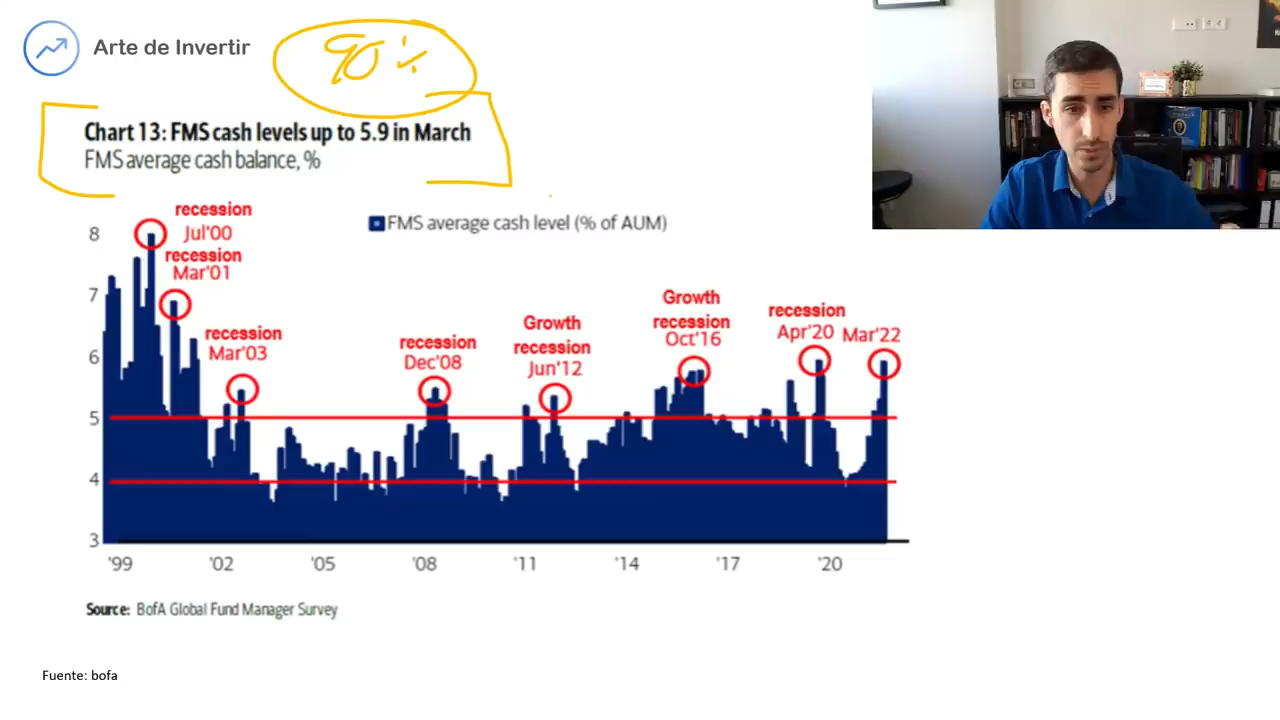 Arte de Invertir
90%
Chart 13: FMS cash levels up to 5.9 in March
FMS average cash balance, %
FMS average cash level (% of AUM)
8
7
6
5
4
3
recession
Jul'00
recession
Mar'01
recession
Mar'03
recession
Dec'08
Growth
recession
Jun'12
Growth
recession
Oct'16
recession
Apr'20
Mar'22
'99
'02
'05
'08
'11
'14
'17
'20
Source: BofA Global Fund Manager Survey
Fuente: bofa